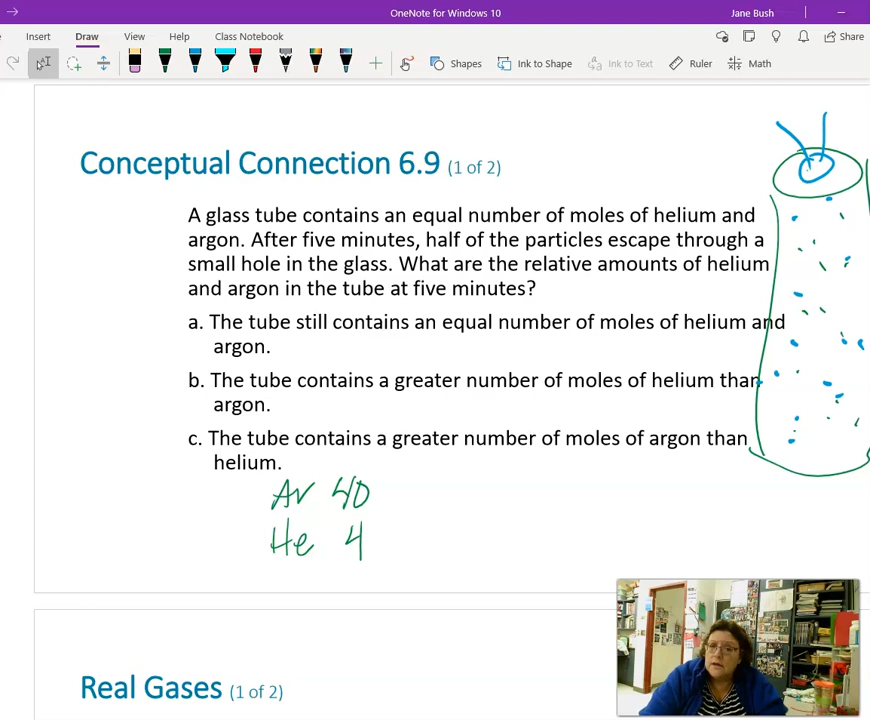 OneNote for Windows 10
Jane Bush
Insert Draw View Help Class Notebook
Share
Shapes Ink to Shape Ink to Text Ruler Math
Conceptual Connection 6.9 (1 of 2)
A glass tube contains an equal number of moles of helium and
argon. After five minutes, half of the particles escape through a
small hole in the glass. What are the relative amounts of helium
and argon in the tube at five minutes?
a. The tube still contains an equal number of moles of helium and
argon.
b. The tube contains a greater number of moles of helium than
argon.
c. The tube contains a greater number of moles of argon than
helium.
Ar 40
He 4
Real Gases (1 of 2)